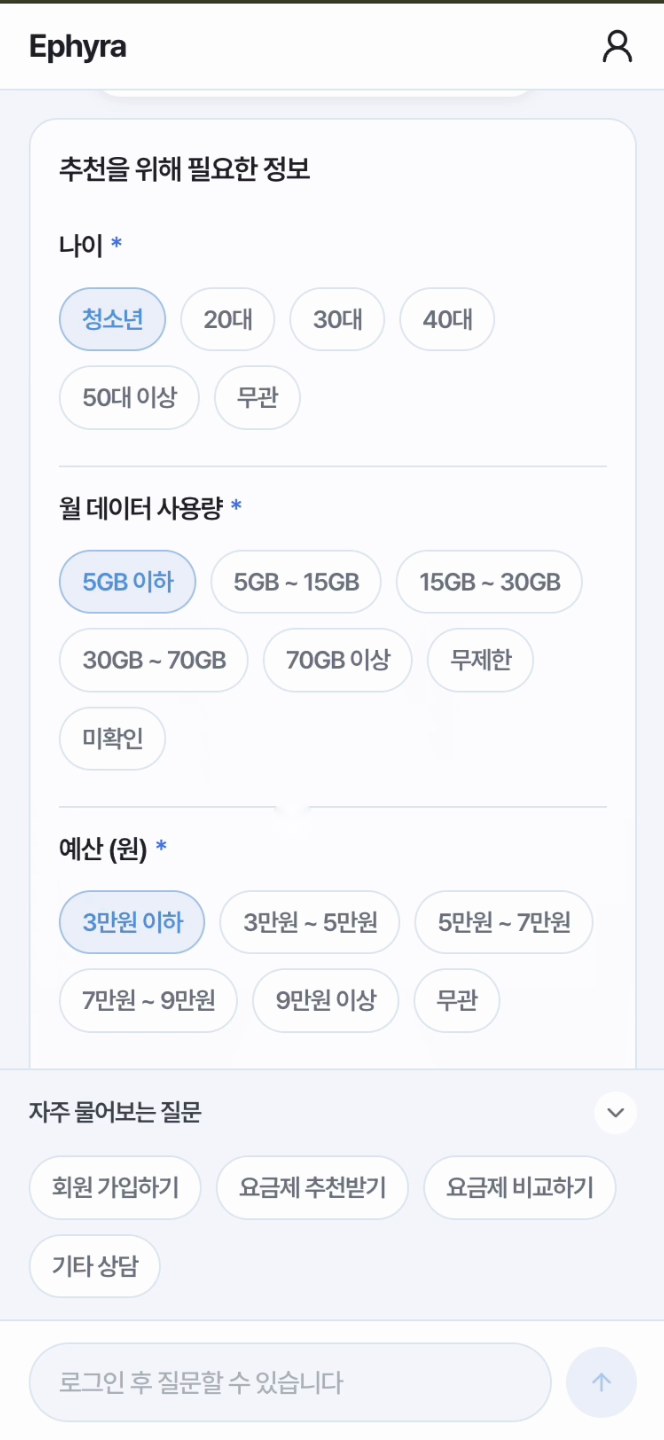 Ephyra
추천을 위해 필요한 정보
나이 *
청소년 20대 30대 40대
50대 이상 무관
월 데이터 사용량 *
5GB 이하 5GB ~ 15GB 15GB ~ 30GB
30GB ~ 70GB 70GB 이상 무제한
미확인
예산 (원) *
3만원 이하 3만원 ~ 5만원 5만원 ~ 7만원
7만원 ~ 9만원 9만원 이상 무관
자주 물어보는 질문
회원 가입하기 요금제 추천받기 요금제 비교하기
기타 상담
로그인 후 질문할 수 있습니다